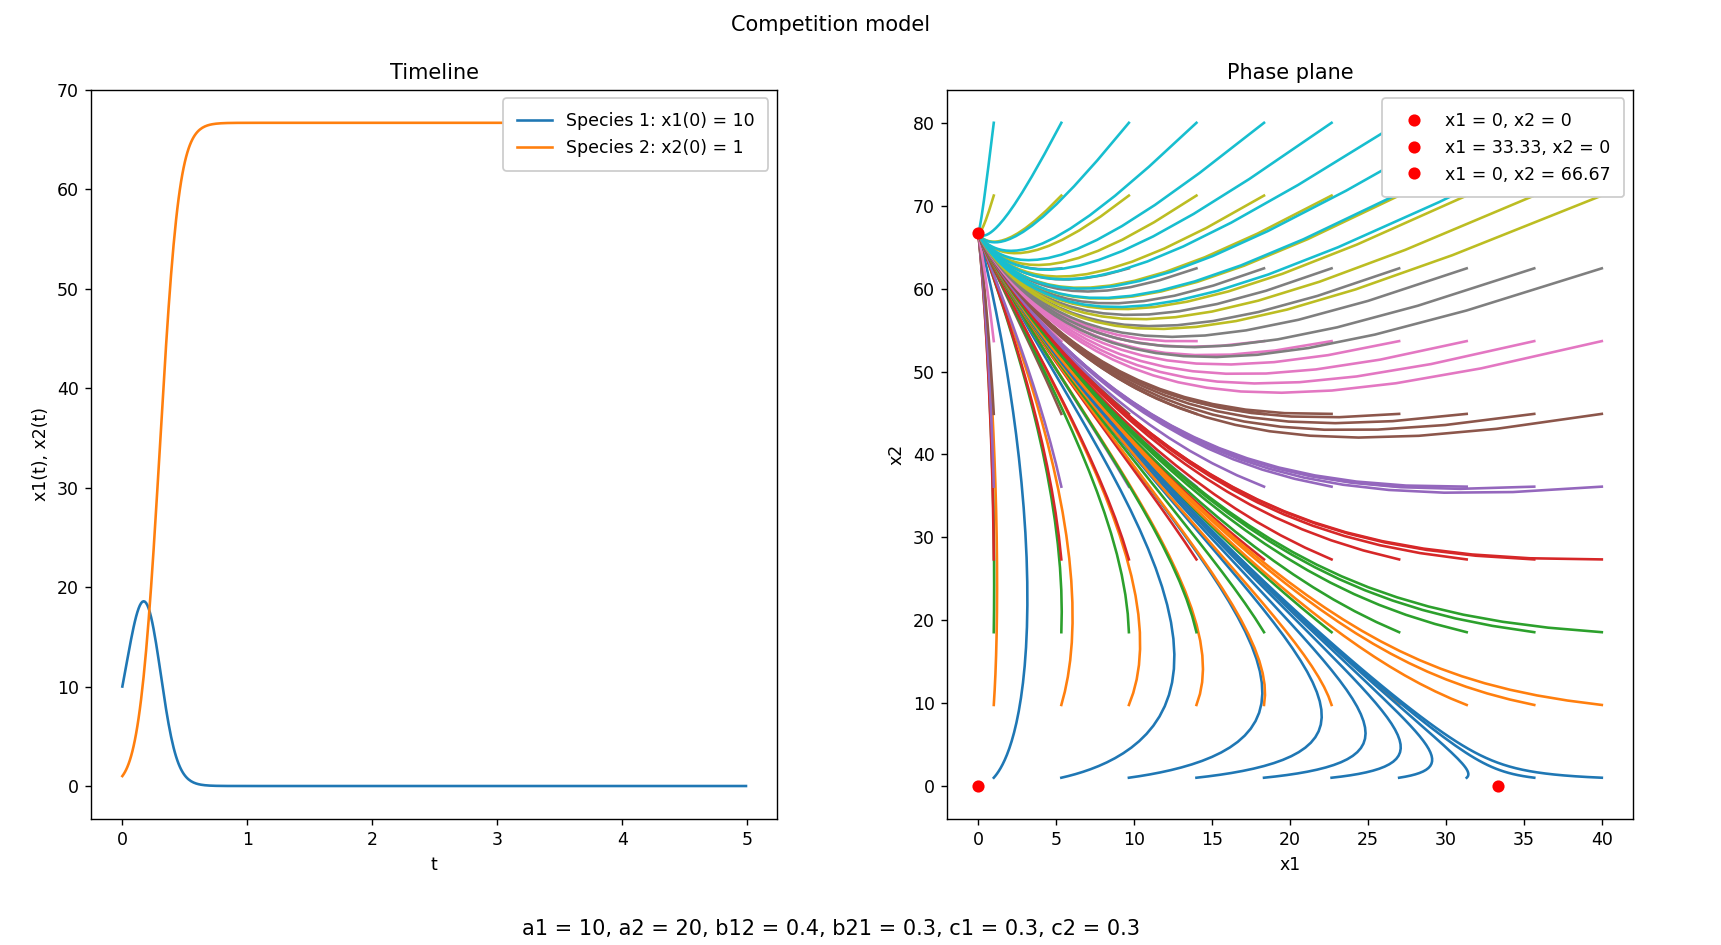 Competition model
Timeline
70
60
50
40
30
20
10
0
x1(t), x2(t)
Species 1: x1(0) = 10
Species 2: x2(0) = 1
0 1 2 3 4 5
t
Phase plane
80
70
60
50
40
30
20
10
0
x2
x1 = 0, x2 = 0
x1 = 33.33, x2 = 0
x1 = 0, x2 = 66.67
0 5 10 15 20 25 30 35 40
x1
a1 = 10, a2 = 20, b12 = 0.4, b21 = 0.3, c1 = 0.3, c2 = 0.3